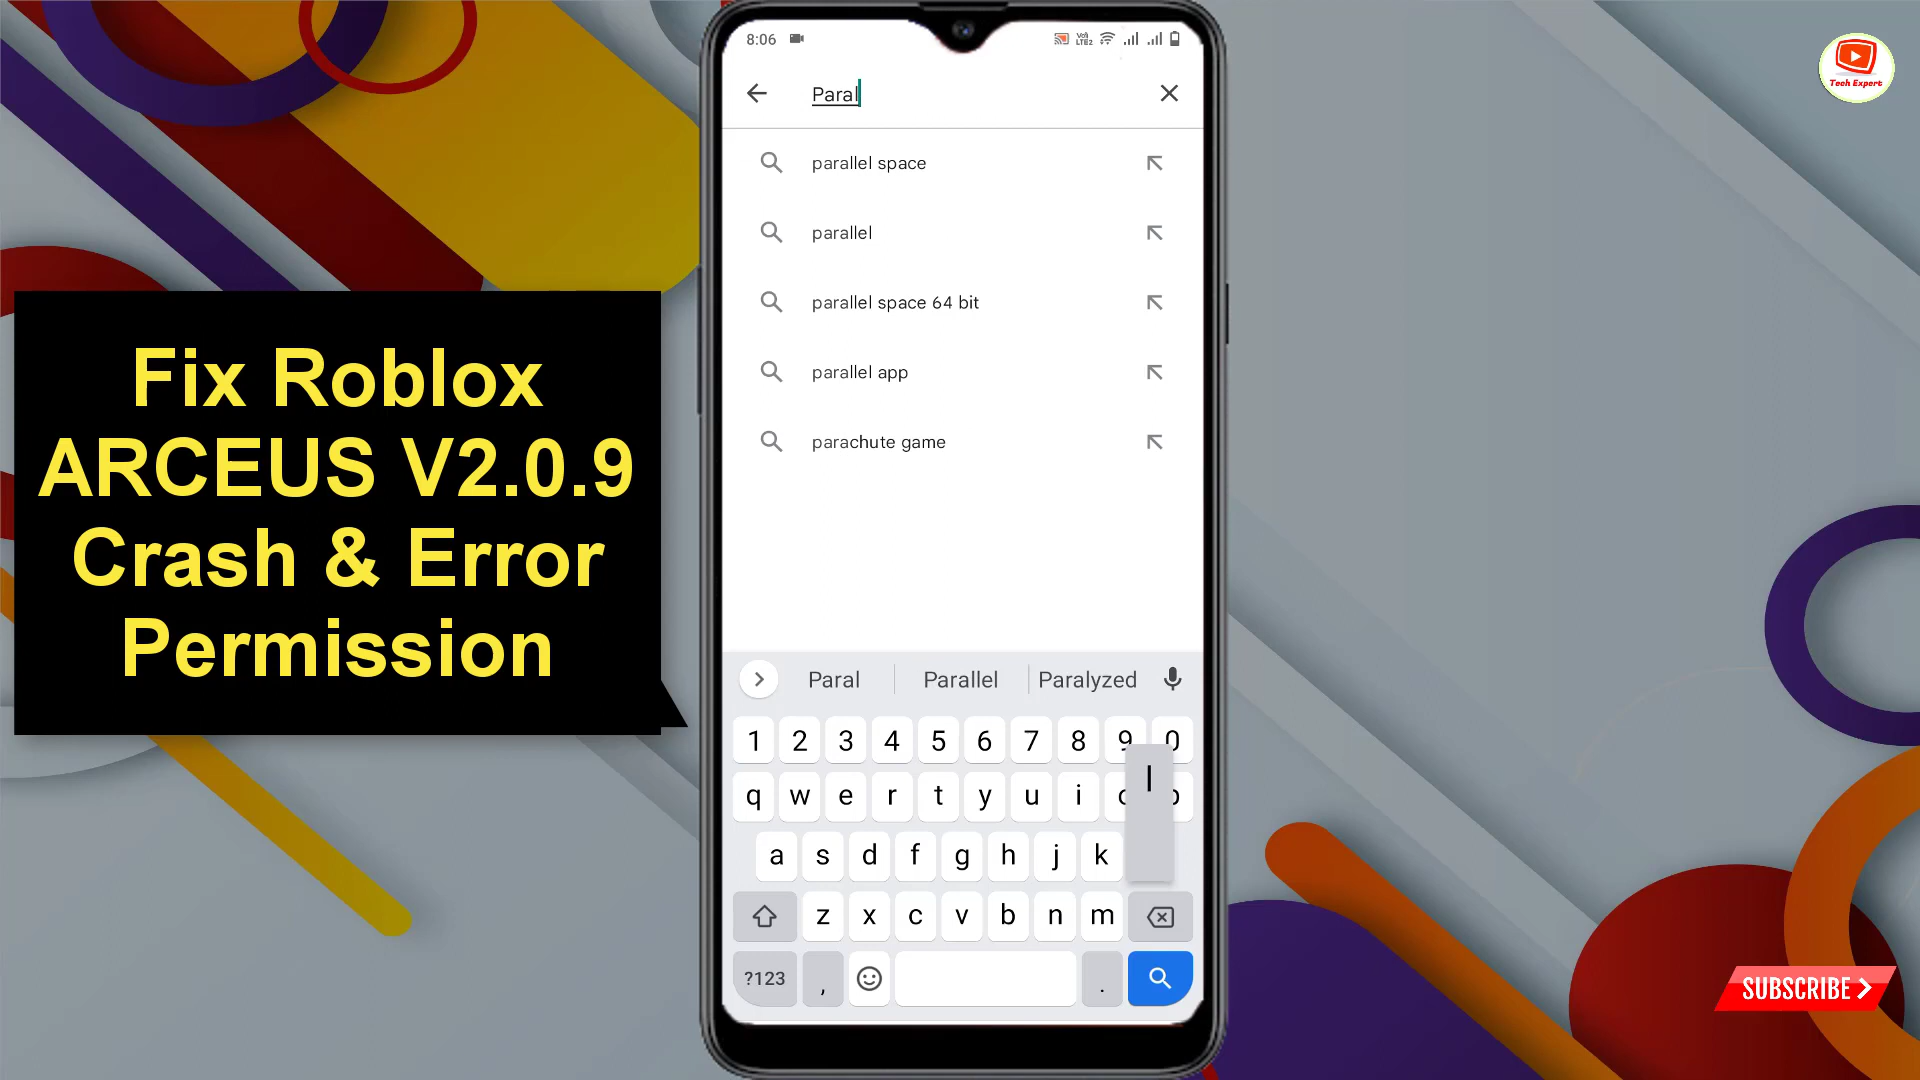 8:06
Vo))
LTE2
Paral
parallel space
parallel
parallel space 64 bit
parallel app
parachute game
Tech Expert
Fix Roblox
ARCEUS V2.0.9
Crash & Error
Permission
Paral
Parallel
Paralyzed
1 2 3 4 5 6 7 8 9 0
q w e r t y u i o p
l
a s d f g h j k
z x c v b n m
?123 , .
SUBSCRIBE